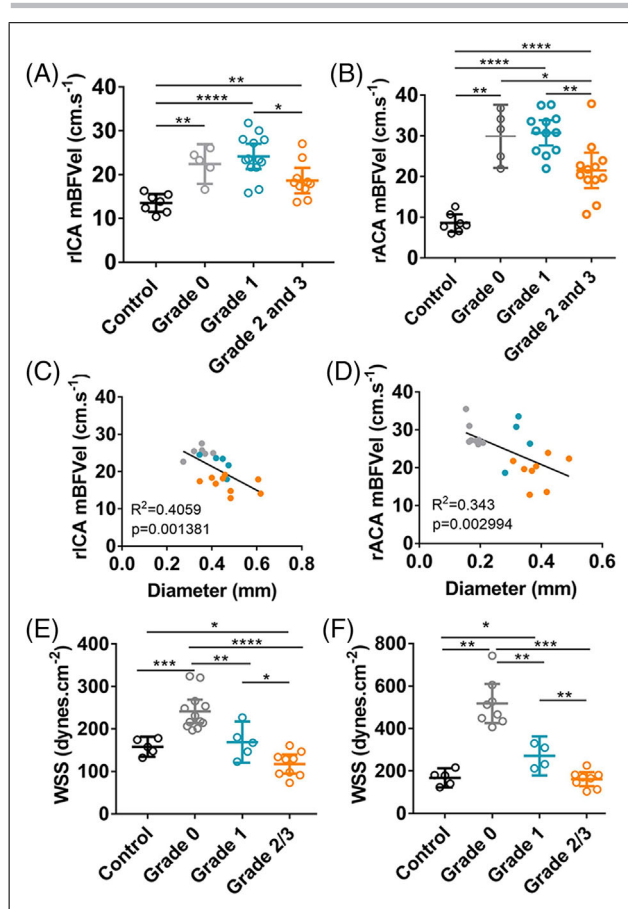 (A)
rICA mBFVel (cm.s-1)
40
30
20
10
0
**
****
**
*
Control
Grade 0
Grade 1
Grade 2 and 3
(B)
rACA mBFVel (cm.s-1)
50
40
30
20
10
0
****
****
*
**
**
Control
Grade 0
Grade 1
Grade 2 and 3
(C)
rICA mBFVel (cm.s-1)
40
30
20
10
0
R2=0.4059
p=0.001381
0.0 0.2 0.4 0.6 0.8
Diameter (mm)
(D)
rACA mBFVel (cm.s-1)
40
30
20
10
0
R2=0.343
p=0.002994
0.0 0.2 0.4 0.6
Diameter (mm)
(E)
WSS (dynes.cm-2)
400
300
200
100
0
*
****
***
**
*
Control
Grade 0
Grade 1
Grade 2/3
(F)
WSS (dynes.cm-2)
800
600
400
200
0
*
**
***
**
**
Control
Grade 0
Grade 1
Grade 2/3